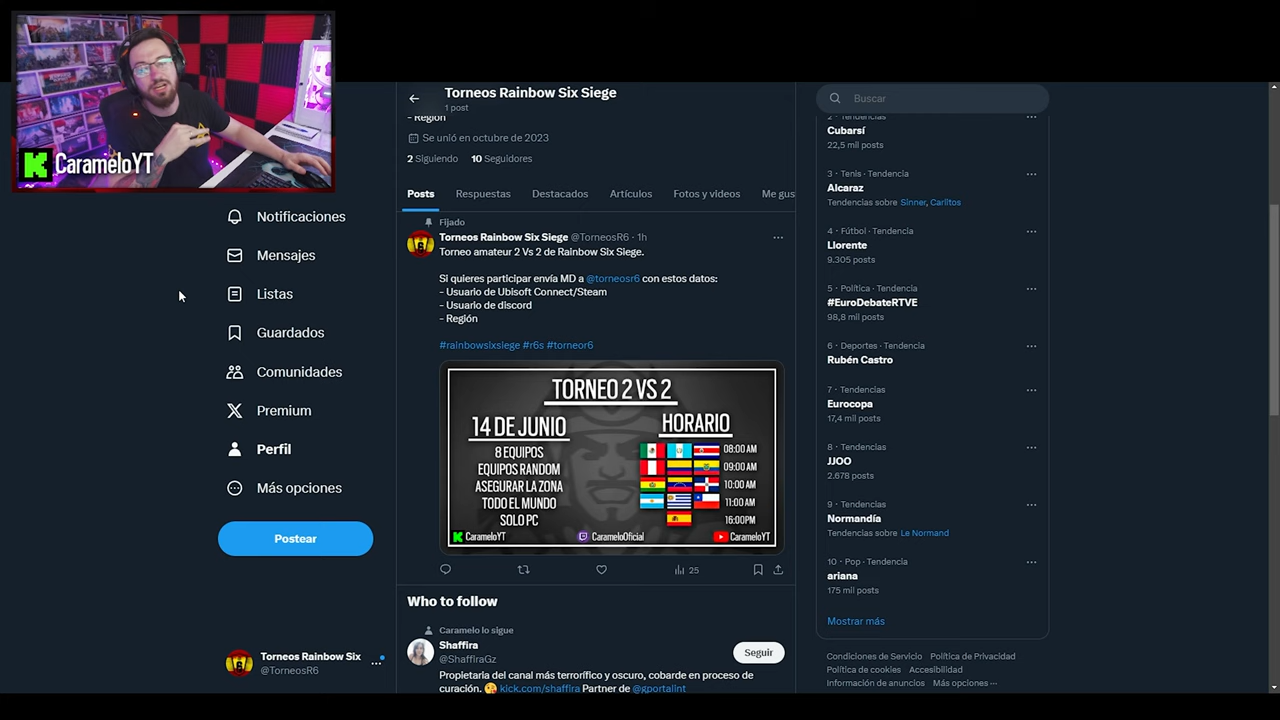 CarameloYT
Notificaciones
Mensajes
Listas
Guardados
Comunidades
Premium
Perfil
Más opciones
Postear
Torneos Rainbow Six
@TorneosR6
Torneos Rainbow Six Siege
1 post
- Región
Se unió en octubre de 2023
2 Siguiendo 10 Seguidores
Posts Respuestas Destacados Artículos Fotos y videos Me gus
Fijado
Torneos Rainbow Six Siege @TorneosR6 · 1h
Torneo amateur 2 Vs 2 de Rainbow Six Siege.
Si quieres participar envía MD a @torneosr6 con estos datos:
- Usuario de Ubisoft Connect/Steam
- Usuario de discord
- Región
#rainbowsixsiege #r6s #torneor6
TORNEO 2 VS 2
14 DE JUNIO
8 EQUIPOS
EQUIPOS RANDOM
ASEGURAR LA ZONA
TODO EL MUNDO
SOLO PC
HORARIO
08:00 AM
09:00 AM
10:00 AM
11:00 AM
16:00PM
CarameloYT CarameloOficial CarameloYT
25
Who to follow
Caramelo lo sigue
Shaffira
@ShaffiraGz
Seguir
Propietaria del canal más terrorífico y oscuro, cobarde en proceso de
curación. kick.com/shaffira Partner de @gportalint
Buscar
2 · Tendencias
Cubarsí
22,5 mil posts
3 · Tenis · Tendencia
Alcaraz
Tendencias sobre Sinner, Carlitos
4 · Fútbol · Tendencia
Llorente
9.305 posts
5 · Política · Tendencia
#EuroDebateRTVE
98,8 mil posts
6 · Deportes · Tendencia
Rubén Castro
7 · Tendencias
Eurocopa
17,4 mil posts
8 · Tendencias
JJOO
2.678 posts
9 · Tendencias
Normandía
Tendencias sobre Le Normand
10 · Pop · Tendencia
ariana
175 mil posts
Mostrar más
Condiciones de Servicio Política de Privacidad
Política de cookies Accesibilidad
Información de anuncios Más opciones ···